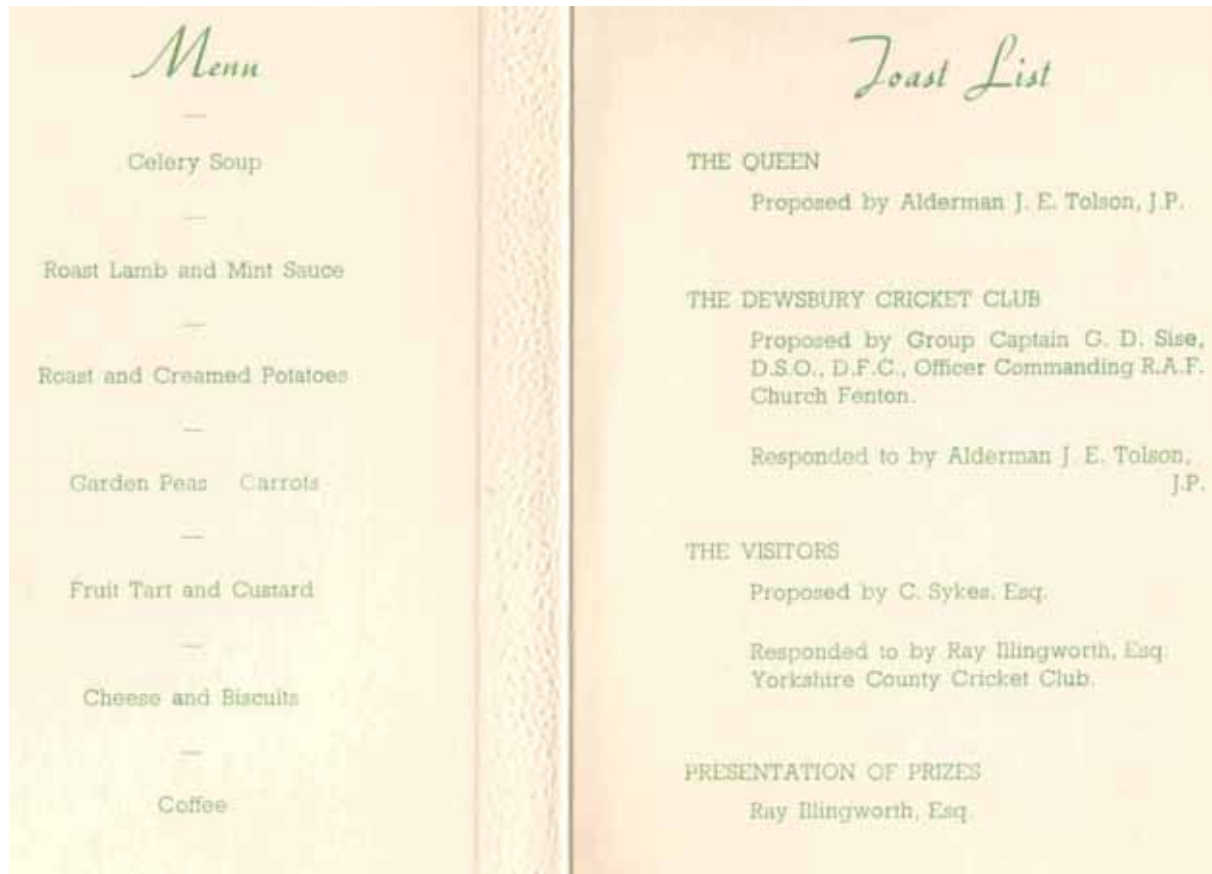 Menu
Celery Soup
Roast Lamb and Mint Sauce
Roast and Creamed Potatoes
Garden Peas Carrots
Fruit Tart and Custard
Cheese and Biscuits
Coffee
Toast List
THE QUEEN
Proposed by Alderman J. E. Tolson, J.P.
THE DEWSBURY CRICKET CLUB
Proposed by Group Captain G. D. Sise,
D.S.O., D.F.C., Officer Commanding R.A.F.
Church Fenton.
Responded to by Alderman J. E. Tolson,
J.P.
THE VISITORS
Proposed by C. Sykes, Esq.
Responded to by Ray Illingworth, Esq.
Yorkshire County Cricket Club.
PRESENTATION OF PRIZES
Ray Illingworth, Esq.